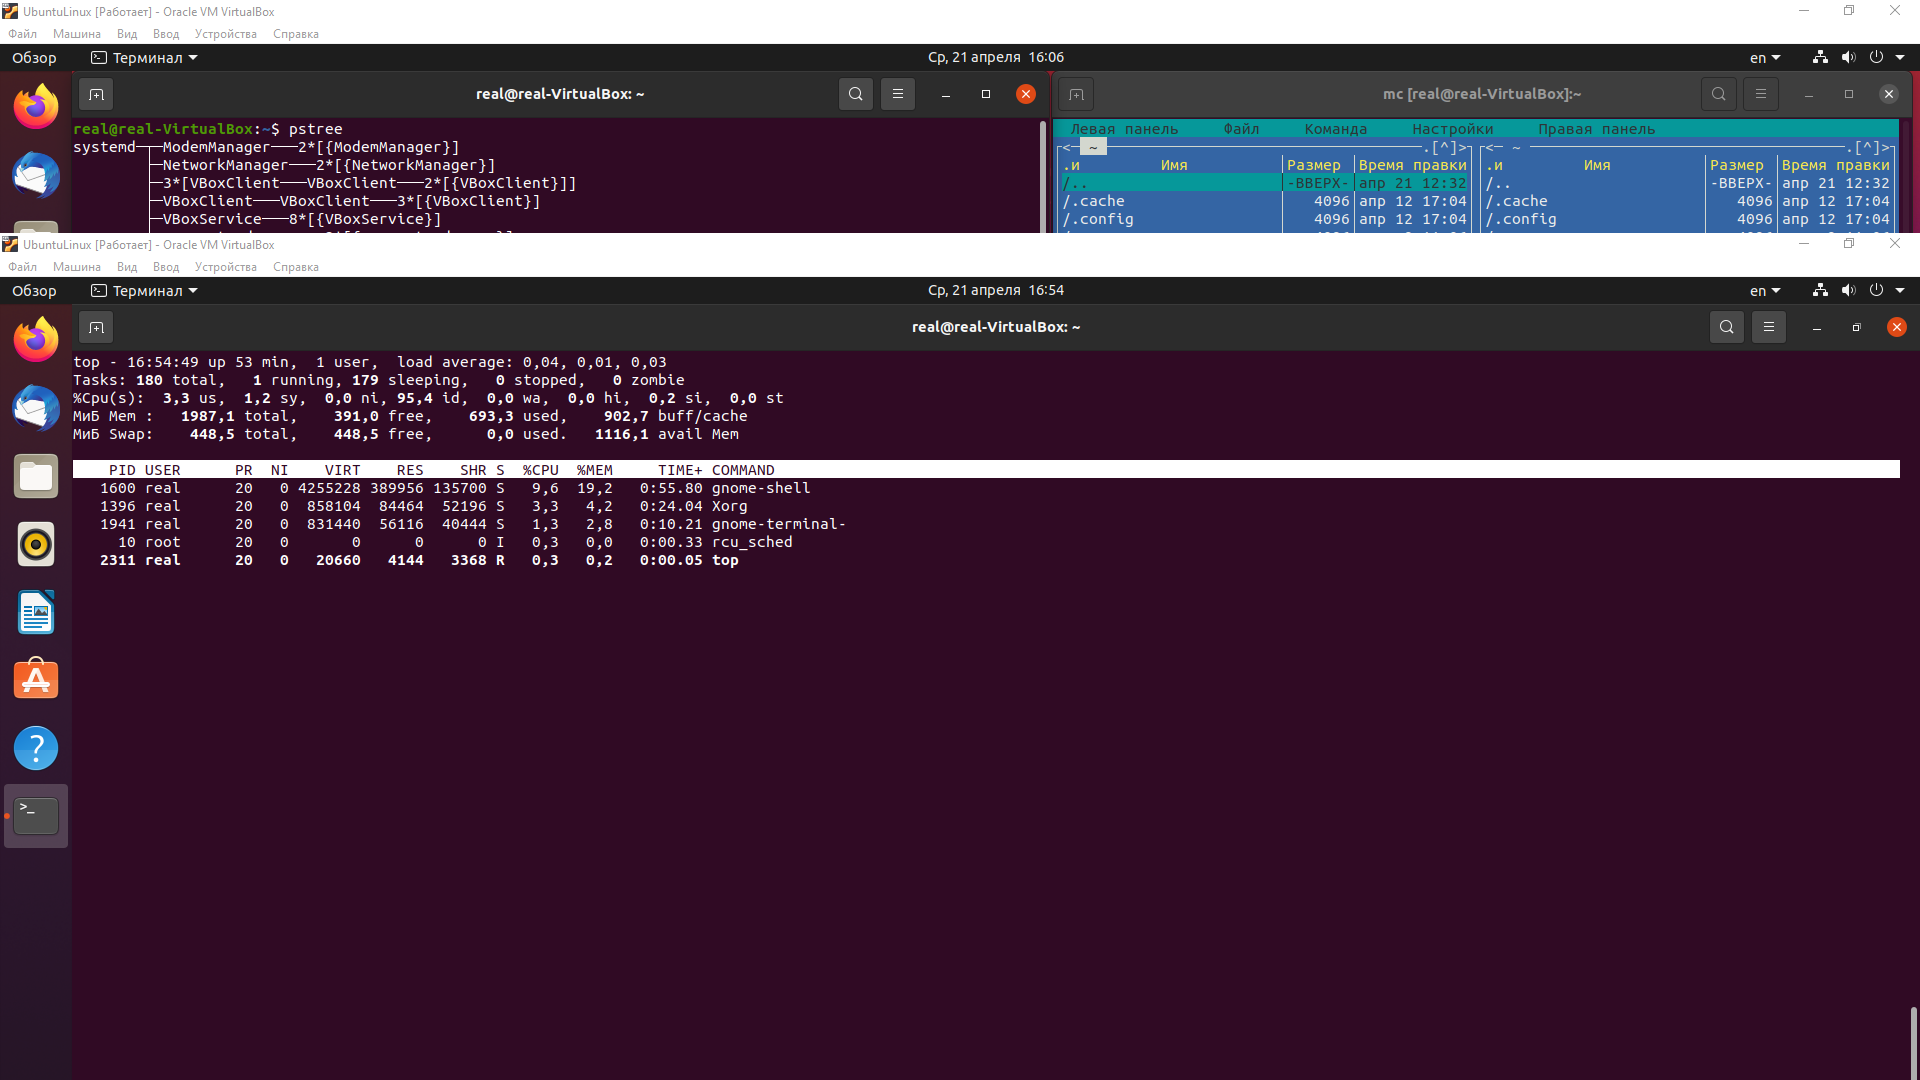 UbuntuLinux [Работает] - Oracle VM VirtualBox
Файл Машина Вид Ввод Устройства Справка
Обзор Терминал Ср, 21 апреля 16:06 en
real@real-VirtualBox: ~
real@real-VirtualBox:~$ pstree
systemd─┬─ModemManager───2*[{ModemManager}]
├─NetworkManager───2*[{NetworkManager}]
├─3*[VBoxClient───VBoxClient───2*[{VBoxClient}]]
├─VBoxClient───VBoxClient───3*[{VBoxClient}]
├─VBoxService───8*[{VBoxService}]
mc [real@real-VirtualBox]:~
Левая панель Файл Команда Настройки Правая панель
<─ ~ ─.[^]>
.и Имя Размер Время правки
/.. -ВВЕРХ- апр 21 12:32
/.cache 4096 апр 12 17:04
/.config 4096 апр 12 17:04
<─ ~ ─.[^]>
.и Имя Размер Время правки
/.. -ВВЕРХ- апр 21 12:32
/.cache 4096 апр 12 17:04
/.config 4096 апр 12 17:04
UbuntuLinux [Работает] - Oracle VM VirtualBox
Файл Машина Вид Ввод Устройства Справка
Обзор Терминал Ср, 21 апреля 16:54 en
real@real-VirtualBox: ~
top - 16:54:49 up 53 min, 1 user, load average: 0,04, 0,01, 0,03
Tasks: 180 total, 1 running, 179 sleeping, 0 stopped, 0 zombie
%Cpu(s): 3,3 us, 1,2 sy, 0,0 ni, 95,4 id, 0,0 wa, 0,0 hi, 0,2 si, 0,0 st
МиБ Mem : 1987,1 total, 391,0 free, 693,3 used, 902,7 buff/cache
МиБ Swap: 448,5 total, 448,5 free, 0,0 used. 1116,1 avail Mem
PID USER PR NI VIRT RES SHR S %CPU %MEM TIME+ COMMAND
1600 real 20 0 4255228 389956 135700 S 9,6 19,2 0:55.80 gnome-shell
1396 real 20 0 858104 84464 52196 S 3,3 4,2 0:24.04 Xorg
1941 real 20 0 831440 56116 40444 S 1,3 2,8 0:10.21 gnome-terminal-
10 root 20 0 0 0 0 I 0,3 0,0 0:00.33 rcu_sched
2311 real 20 0 20660 4144 3368 R 0,3 0,2 0:00.05 top